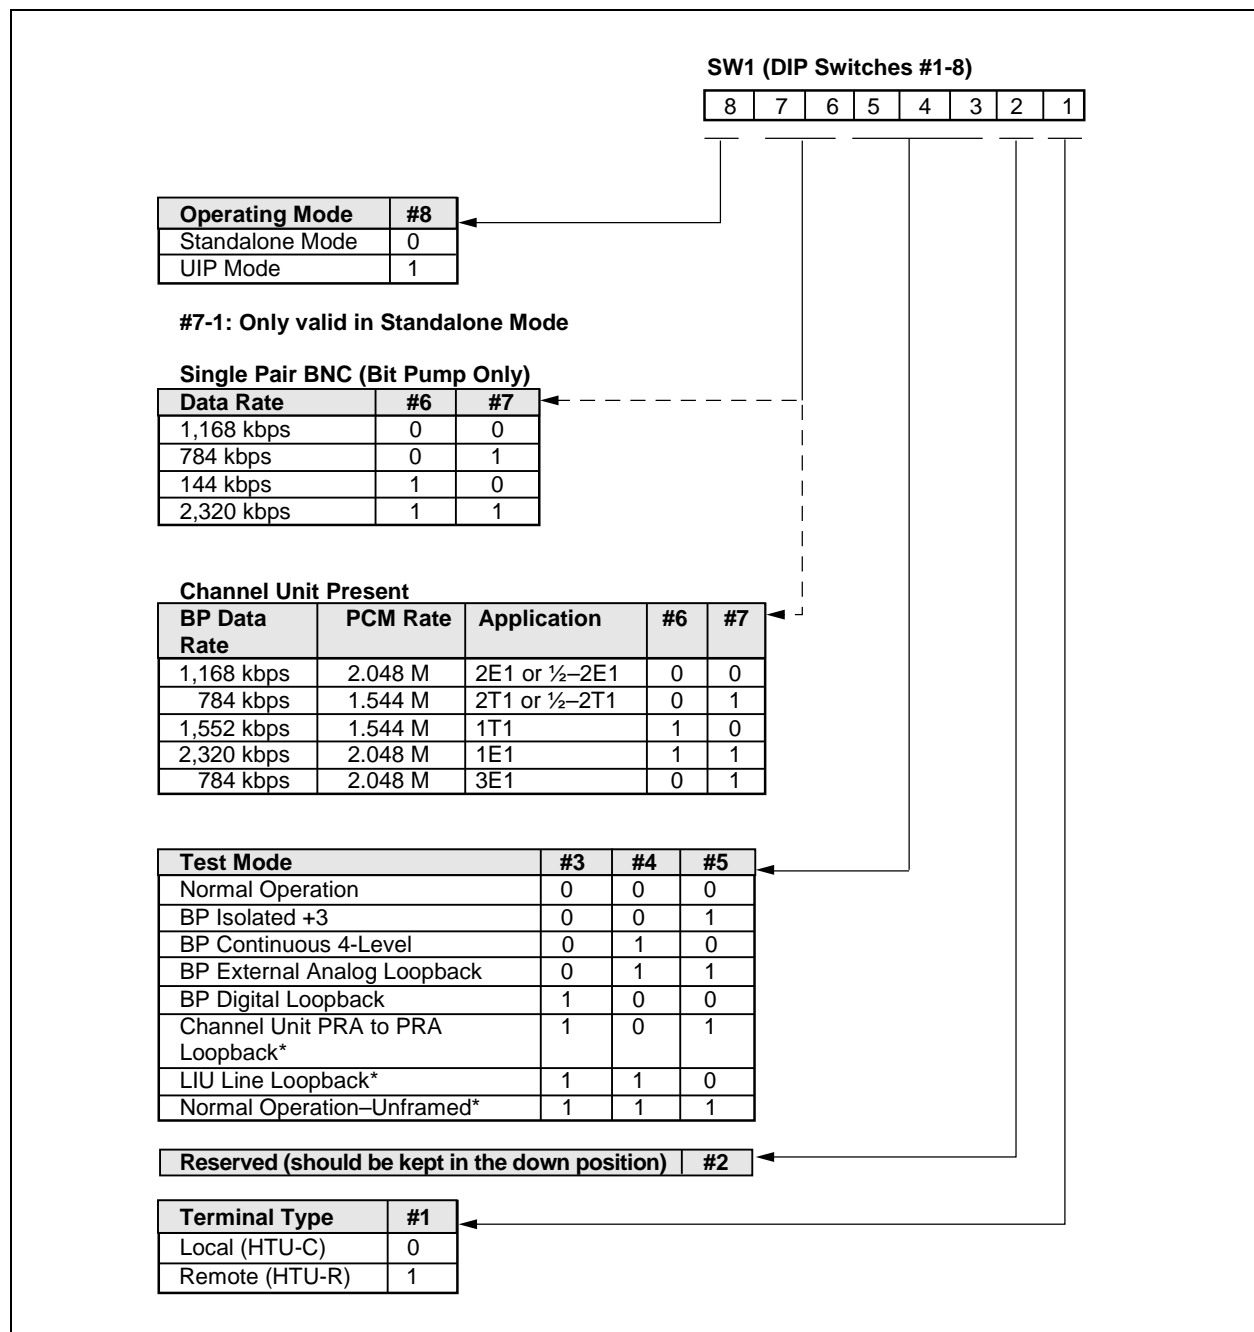 SW1 (DIP Switches #1-8)
8 7 6 5 4 3 2 1
Operating Mode #8
Standalone Mode 0
UIP Mode 1
#7-1: Only valid in Standalone Mode
Single Pair BNC (Bit Pump Only)
Data Rate #6 #7
1,168 kbps 0 0
784 kbps 0 1
144 kbps 1 0
2,320 kbps 1 1
Channel Unit Present
BP Data PCM Rate Application #6 #7
Rate
1,168 kbps 2.048 M 2E1 or ½–2E1 0 0
784 kbps 1.544 M 2T1 or ½–2T1 0 1
1,552 kbps 1.544 M 1T1 1 0
2,320 kbps 2.048 M 1E1 1 1
784 kbps 2.048 M 3E1 0 1
Test Mode #3 #4 #5
Normal Operation 0 0 0
BP Isolated +3 0 0 1
BP Continuous 4-Level 0 1 0
BP External Analog Loopback 0 1 1
BP Digital Loopback 1 0 0
Channel Unit PRA to PRA 1 0 1
Loopback*
LIU Line Loopback* 1 1 0
Normal Operation–Unframed* 1 1 1
Reserved (should be kept in the down position) #2
Terminal Type #1
Local (HTU-C) 0
Remote (HTU-R) 1